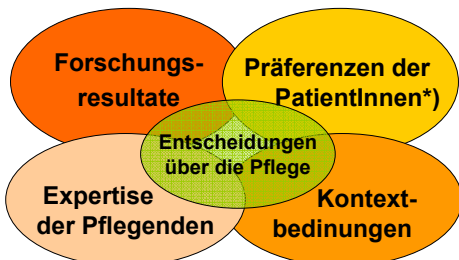 Forschungs-
resultate
Präferenzen der
PatientInnen*)
Entscheidungen
über die Pflege
Expertise
der Pflegenden
Kontext-
bedinungen